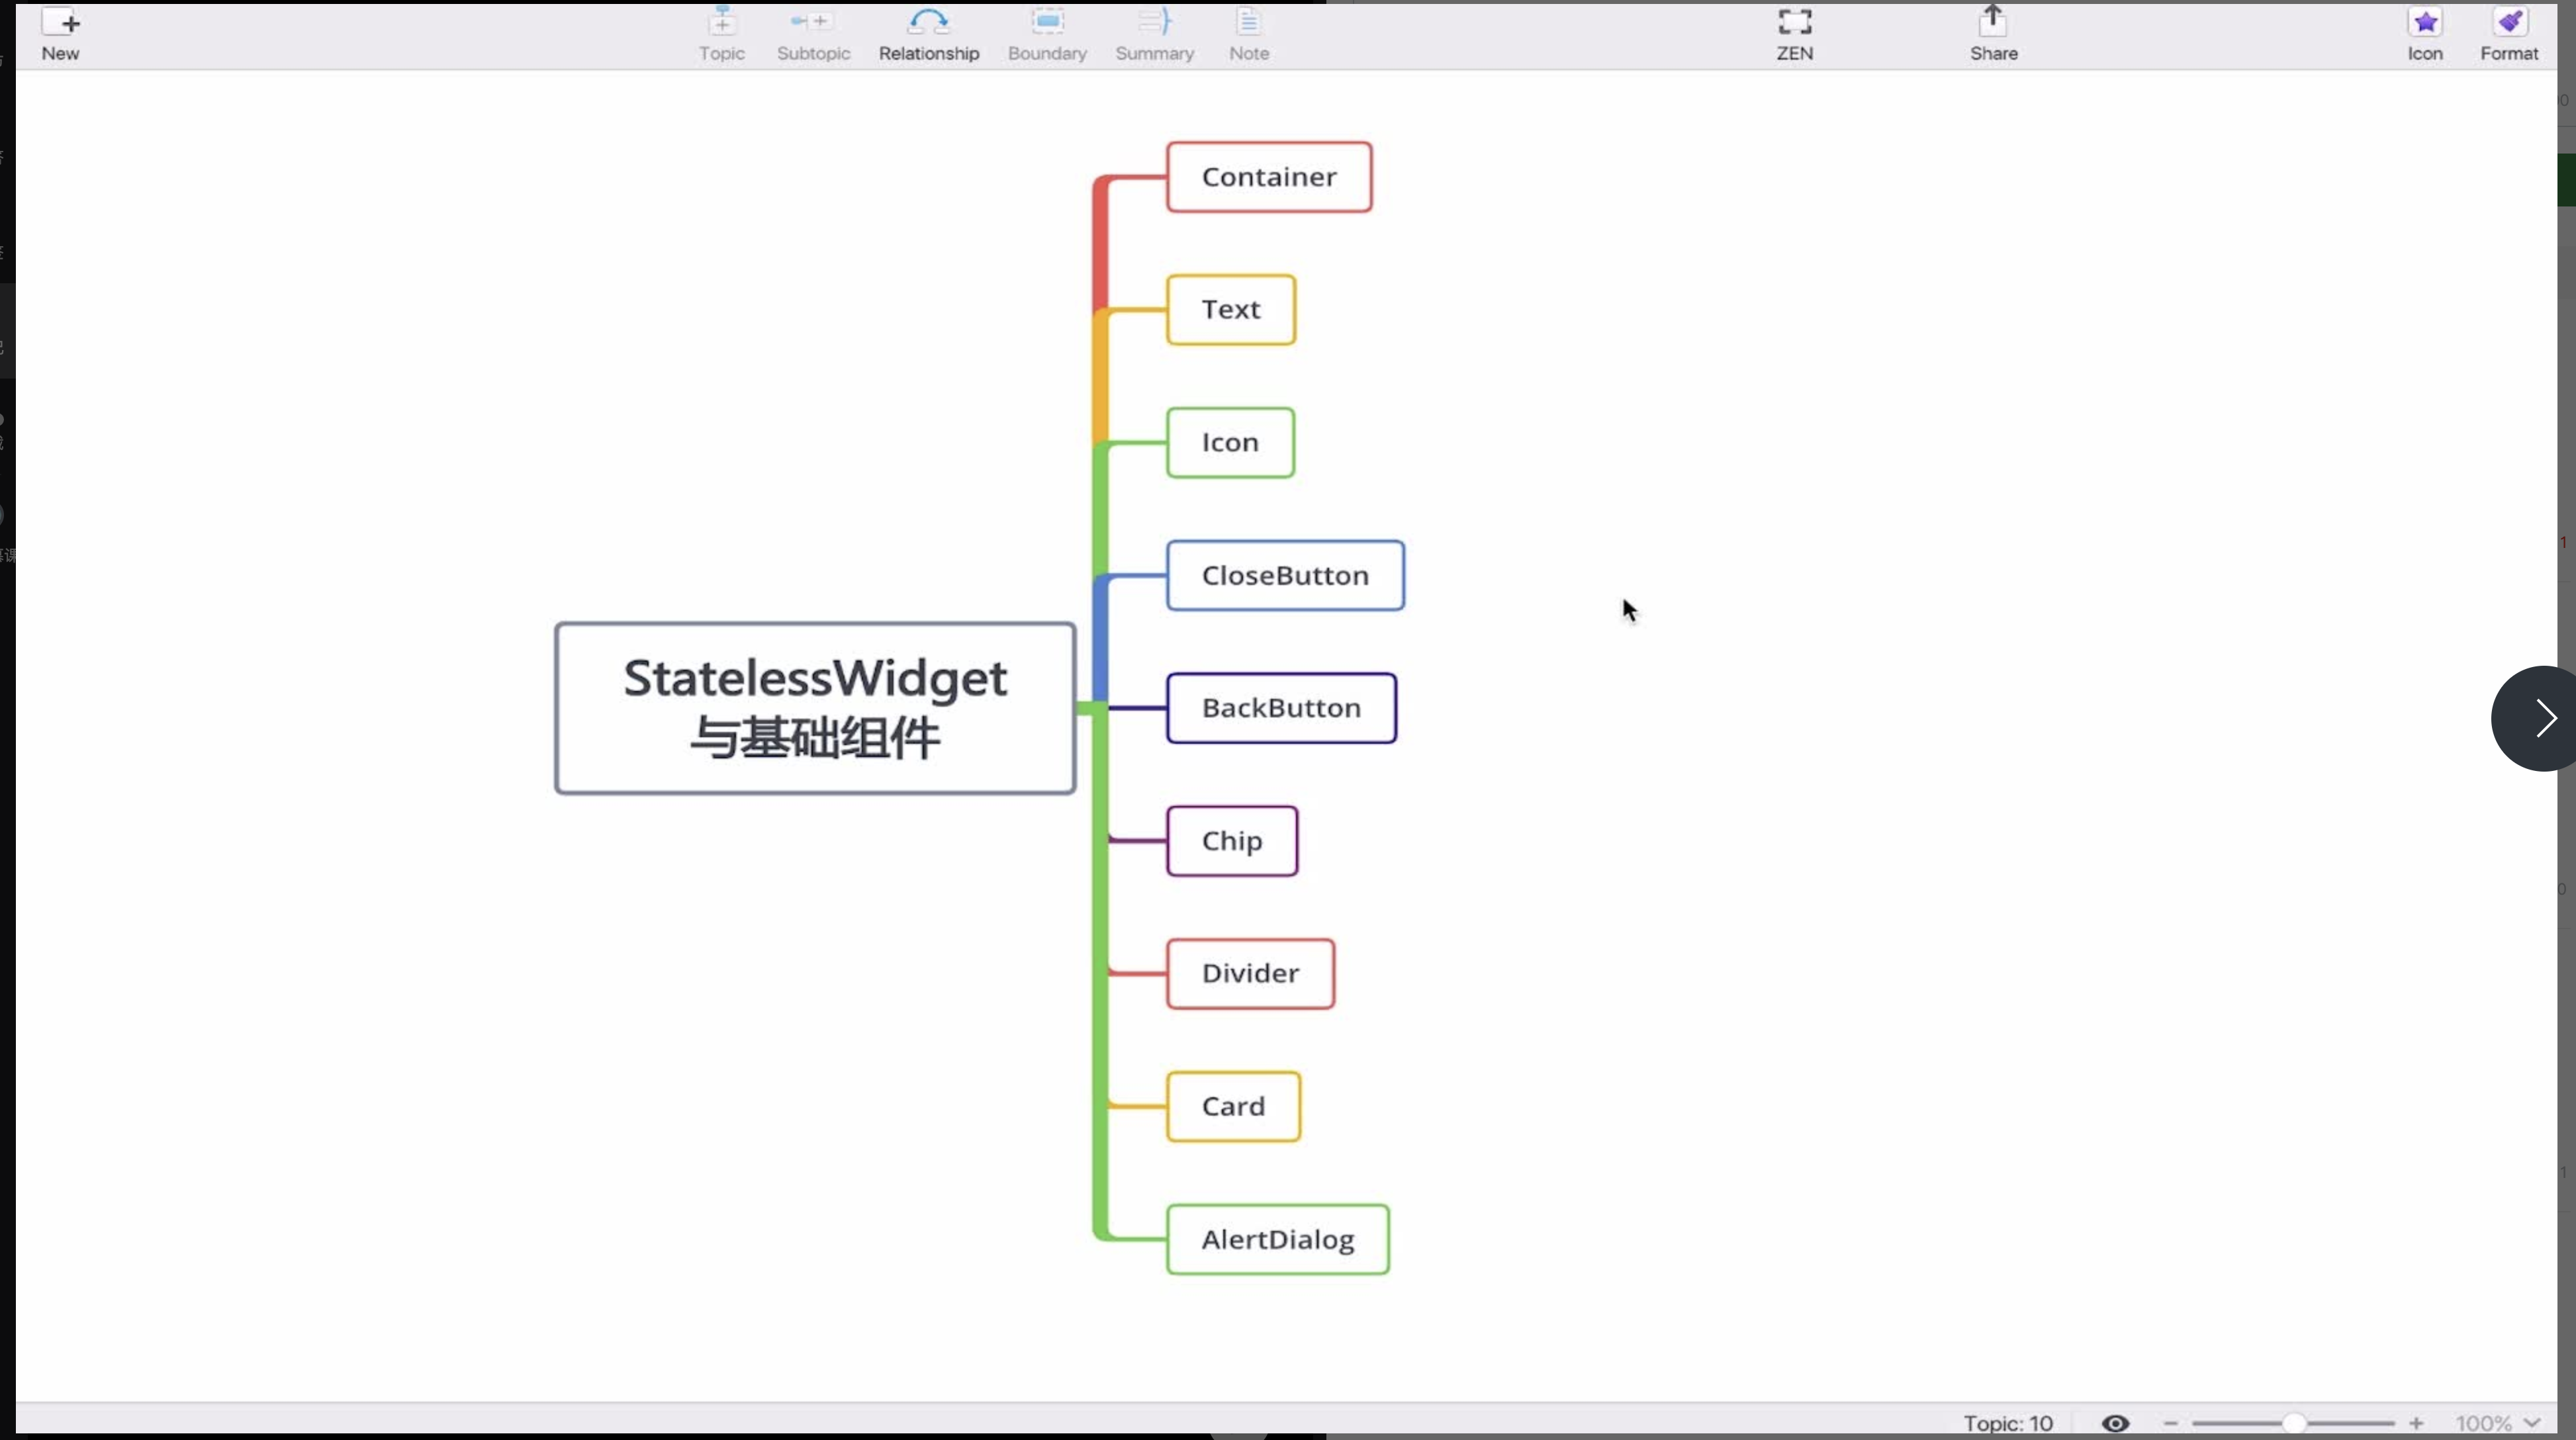 New
Topic
Subtopic
Relationship
Boundary
Summary
Note
ZEN
Share
Icon
Format
Container
Text
Icon
CloseButton
StatelessWidget
与基础组件
BackButton
Chip
Divider
Card
AlertDialog
Topic: 10
100%